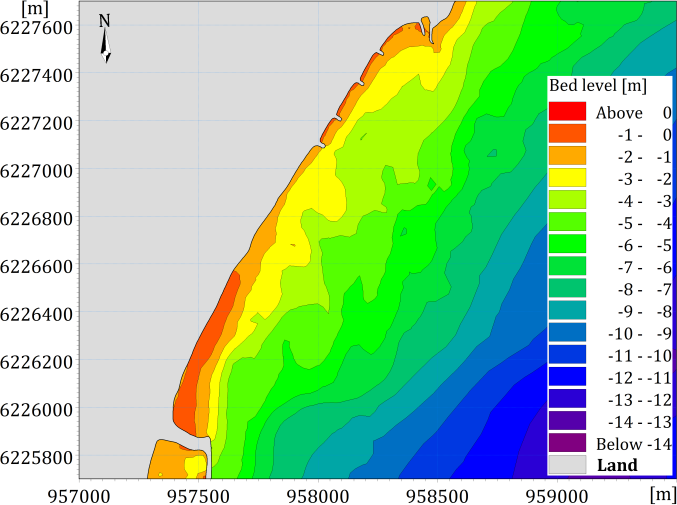 [m]
N
6227600
6227400
6227200
6227000
6226800
6226600
6226400
6226200
6226000
6225800
957000 957500 958000 958500 959000 [m]
Bed level [m]
Above 0
-1 - 0
-2 - -1
-3 - -2
-4 - -3
-5 - -4
-6 - -5
-7 - -6
-8 - -7
-9 - -8
-10 - -9
-11 - -10
-12 - -11
-13 - -12
-14 - -13
Below -14
Land